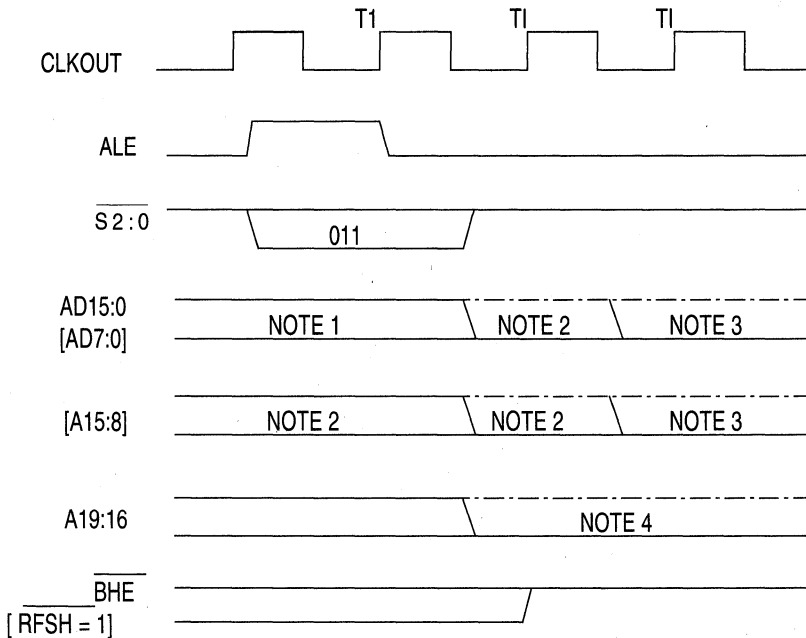 T1 TI TI
CLKOUT
ALE
S2:0
011
AD15:0
[AD7:0]
NOTE 1 NOTE 2 NOTE 3
[A15:8]
NOTE 2 NOTE 2 NOTE 3
A19:16
NOTE 4
BHE
[ RFSH = 1]